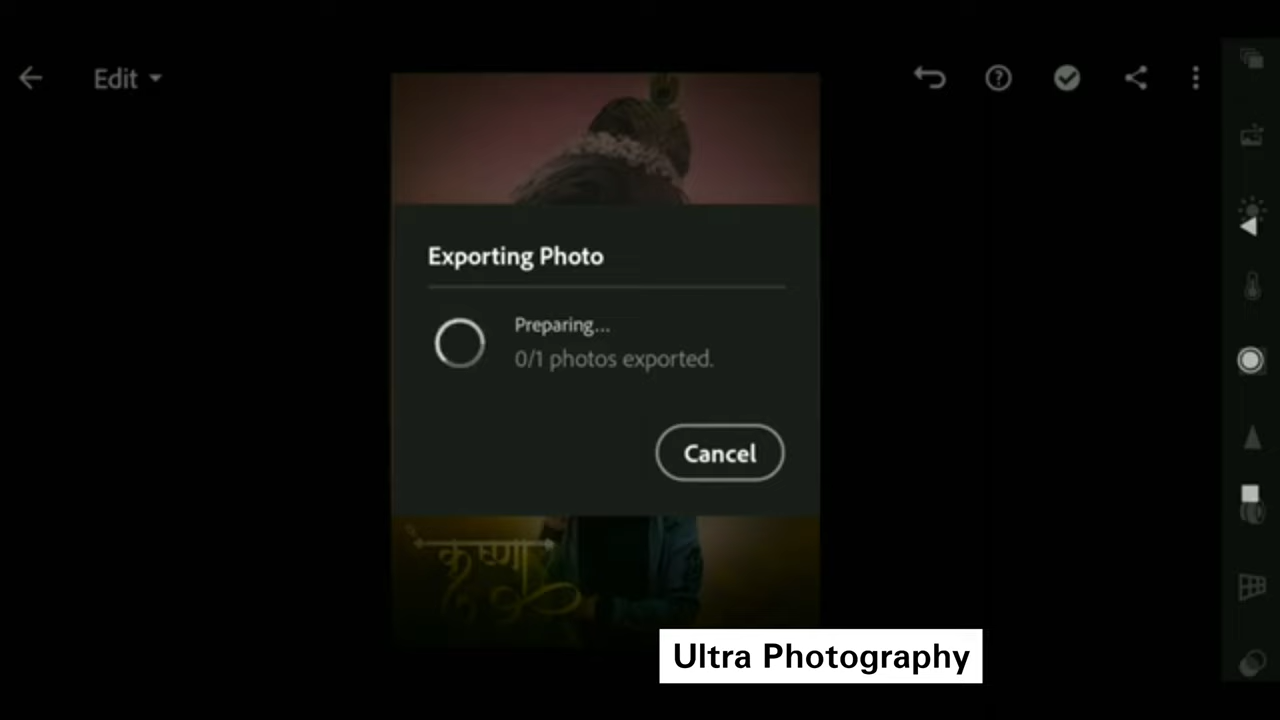 Edit
Exporting Photo
Preparing...
0/1 photos exported.
Cancel
कृष्णा
Ultra Photography